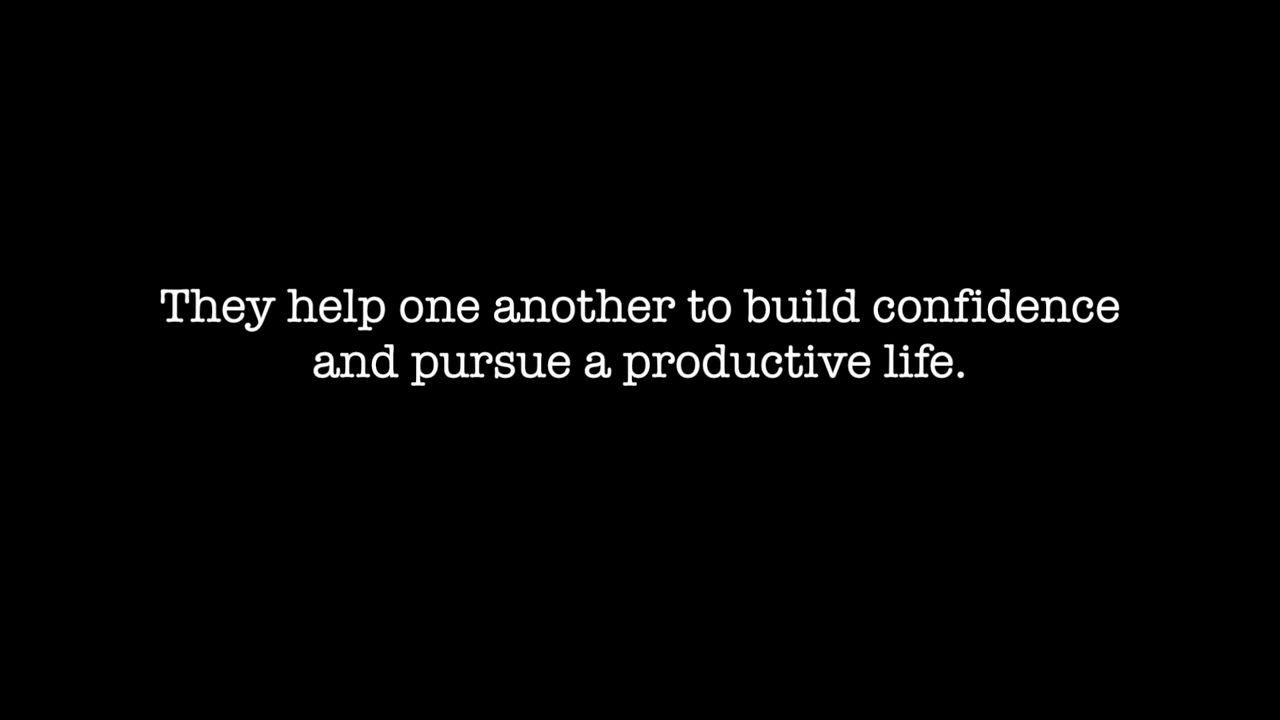 They help one another to build confidence
and pursue a productive life.